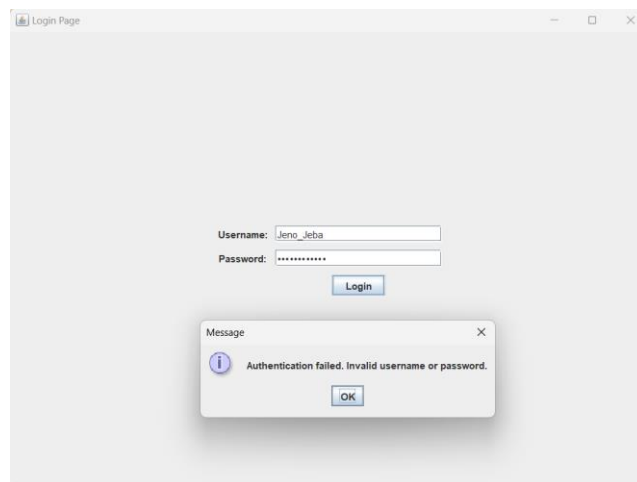 Login Page
Username: Jeno_Jeba
Password: ••••••••••••
Login
Message
Authentication failed. Invalid username or password.
OK